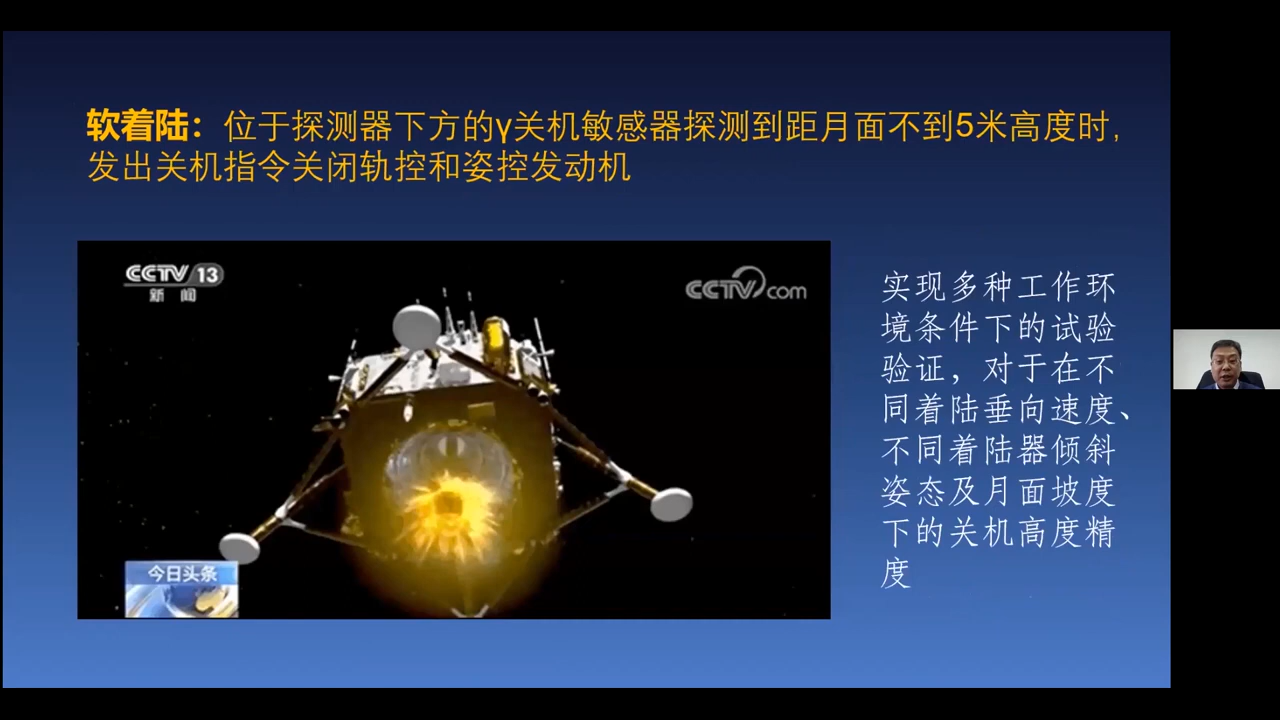 软着陆：位于探测器下方的γ关机敏感器探测到距月面不到5米高度时，
发出关机指令关闭轨控和姿控发动机
CCTV 13
新闻
CCTV.com
今日头条
实现多种工作环
境条件下的试验
验证，对于在不
同着陆垂向速度、
不同着陆器倾斜
姿态及月面坡度
下的关机高度精
度